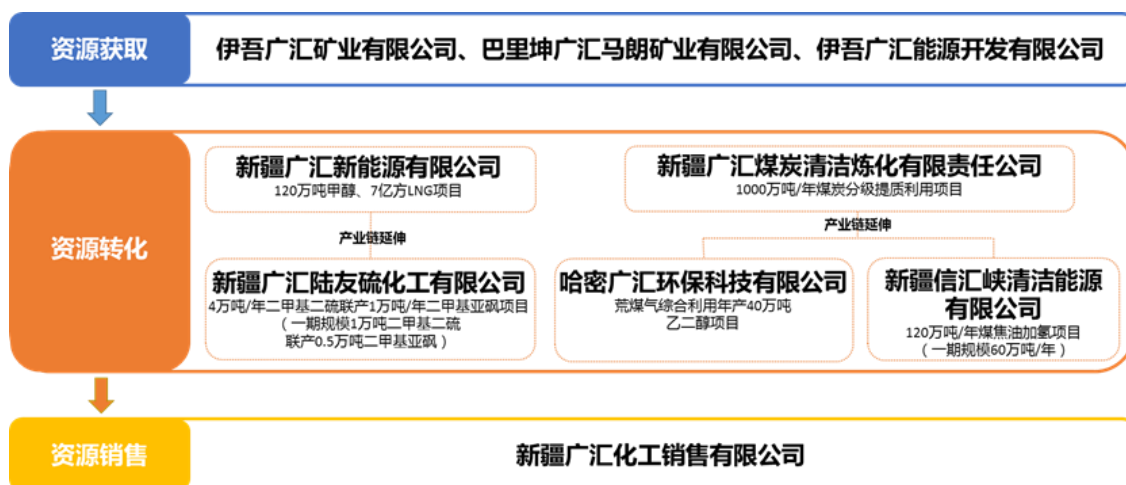 资源获取
伊吾广汇矿业有限公司、巴里坤广汇马朗矿业有限公司、伊吾广汇能源开发有限公司
资源转化
新疆广汇新能源有限公司
120万吨甲醇、7亿方LNG项目
新疆广汇煤炭清洁炼化有限责任公司
1000万吨/年煤炭分级提质利用项目
产业链延伸
产业链延伸
新疆广汇陆友硫化工有限公司
4万吨/年二甲基二硫联产1万吨/年二甲基亚砜项目
（一期规模1万吨二甲基二硫
联产0.5万吨二甲基亚砜）
哈密广汇环保科技有限公司
荒煤气综合利用年产40万吨
乙二醇项目
新疆信汇峡清洁能源
有限公司
120万吨/年煤焦油加氢项目
（一期规模60万吨/年）
资源销售
新疆广汇化工销售有限公司